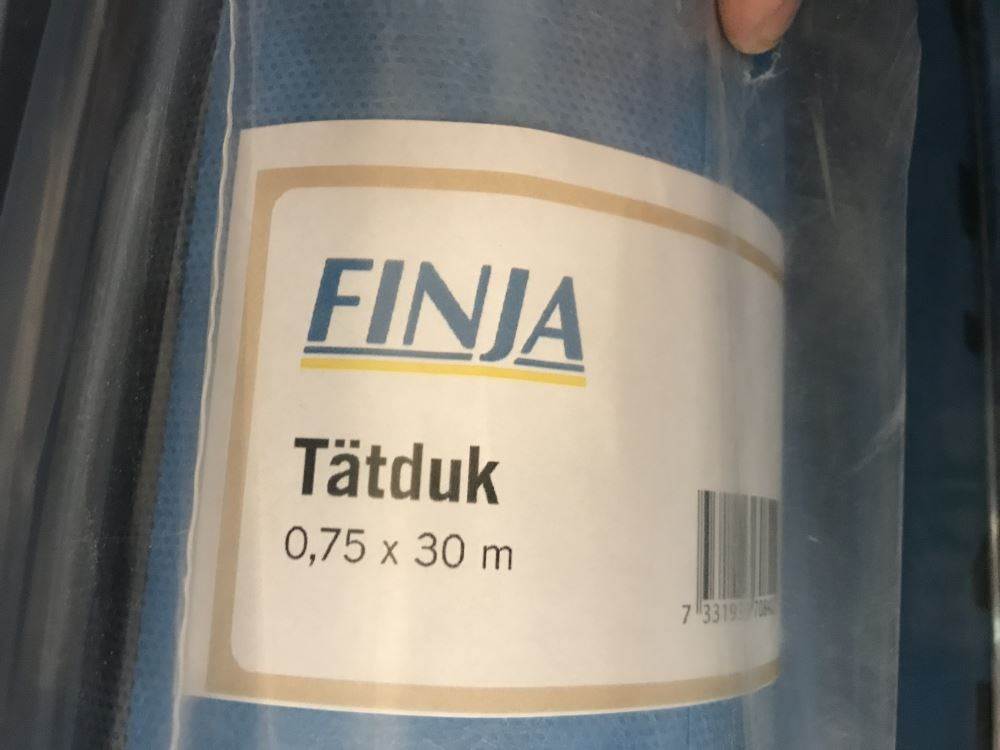 FINJA
Tätduk
0,75 x 30 m